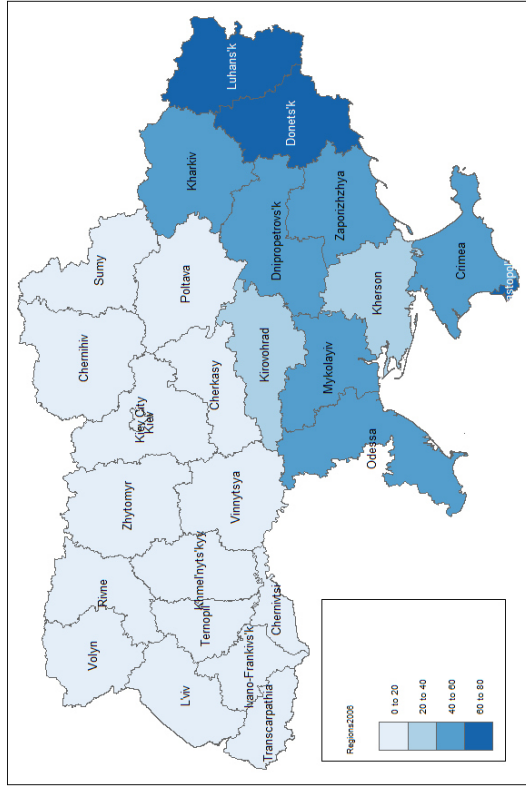 Luhans'k
Donets'k
Kharkiv
Sumy
Poltava
Dnipropetrovs'k
Zaporizhzhya
Chernihiv
Kiev City
Kiev
Cherkasy
Kirovohrad
Kherson
Crimea
Mykolayiv
Odessa
Zhytomyr
Vinnytsya
Rivne
Khmel'nyts'kyy
Volyn
Ternopil'
Chernivtsi
L'viv
Ivano-Frankivs'k
Transcarpathia
Regions2006
0 to 20
20 to 40
40 to 60
60 to 80